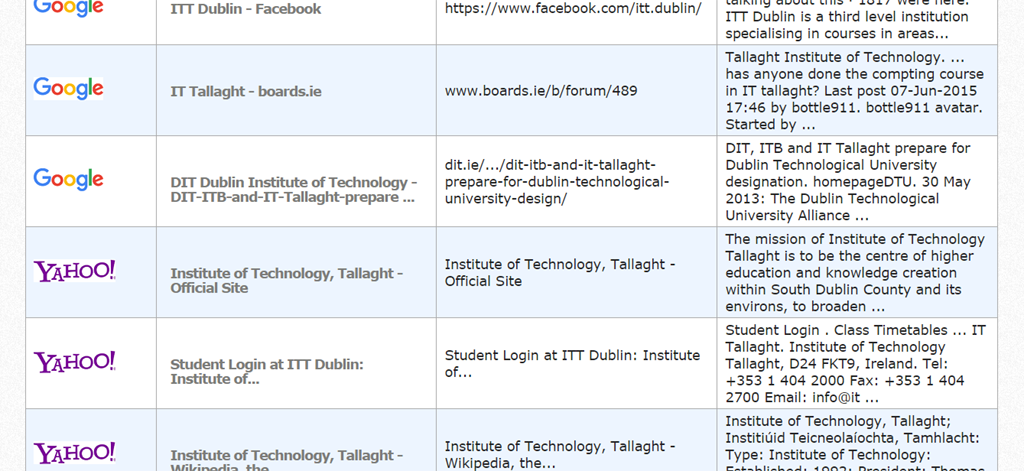 Google
ITT Dublin - Facebook
https://www.facebook.com/itt.dublin/
talking about this · 1817 were here.
ITT Dublin is a third level institution
specialising in courses in areas...
Google
IT Tallaght - boards.ie
www.boards.ie/b/forum/489
Tallaght Institute of Technology. ...
has anyone done the compting course
in IT tallaght? Last post 07-Jun-2015
17:46 by bottle911. bottle911 avatar.
Started by ...
Google
DIT Dublin Institute of Technology -
DIT-ITB-and-IT-Tallaght-prepare ...
dit.ie/.../dit-itb-and-it-tallaght-
prepare-for-dublin-technological-
university-design/
DIT, ITB and IT Tallaght prepare for
Dublin Technological University
designation. homepageDTU. 30 May
2013: The Dublin Technological
University Alliance ...
YAHOO!
Institute of Technology, Tallaght -
Official Site
Institute of Technology, Tallaght -
Official Site
The mission of Institute of Technology
Tallaght is to be the centre of higher
education and knowledge creation
within South Dublin County and its
environs, to broaden ...
YAHOO!
Student Login at ITT Dublin:
Institute of...
Student Login at ITT Dublin: Institute
of...
Student Login . Class Timetables ... IT
Tallaght. Institute of Technology
Tallaght, D24 FKT9, Ireland. Tel:
+353 1 404 2000 Fax: +353 1 404
2700 Email: info@it ...
YAHOO!
Institute of Technology, Tallaght -
Wikipedia, the...
Institute of Technology, Tallaght -
Wikipedia, the...
Institute of Technology, Tallaght;
Institiúid Teicneolaíochta, Tamhlacht:
Type: Institute of Technology:
Established: 1992: President: Thomas